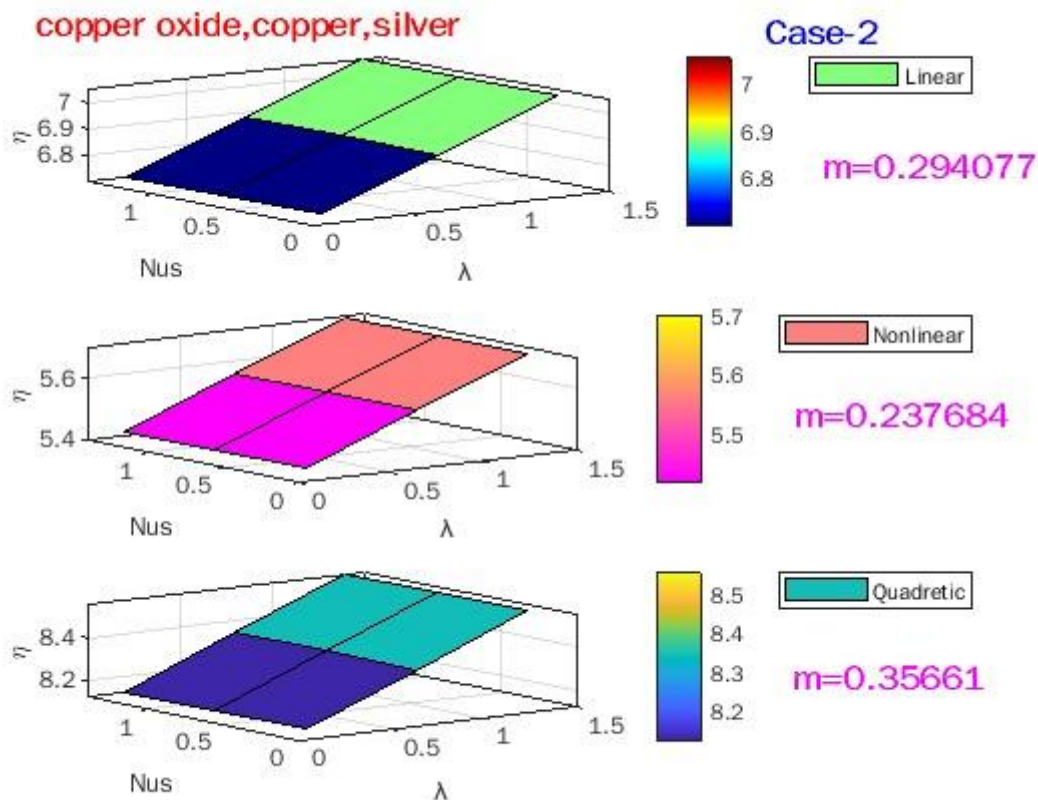 copper oxide,copper,silver
Case-2
7
6.9
6.8
η
1
0.5
0
0
0.5
1
1.5
Nus
λ
7
6.9
6.8
Linear
m=0.294077
5.6
5.4
η
1
0.5
0
0
0.5
1
1.5
Nus
λ
5.7
5.6
5.5
Nonlinear
m=0.237684
8.4
8.2
η
1
0.5
0
0
0.5
1
1.5
Nus
λ
8.5
8.4
8.3
8.2
Quadretic
m=0.35661